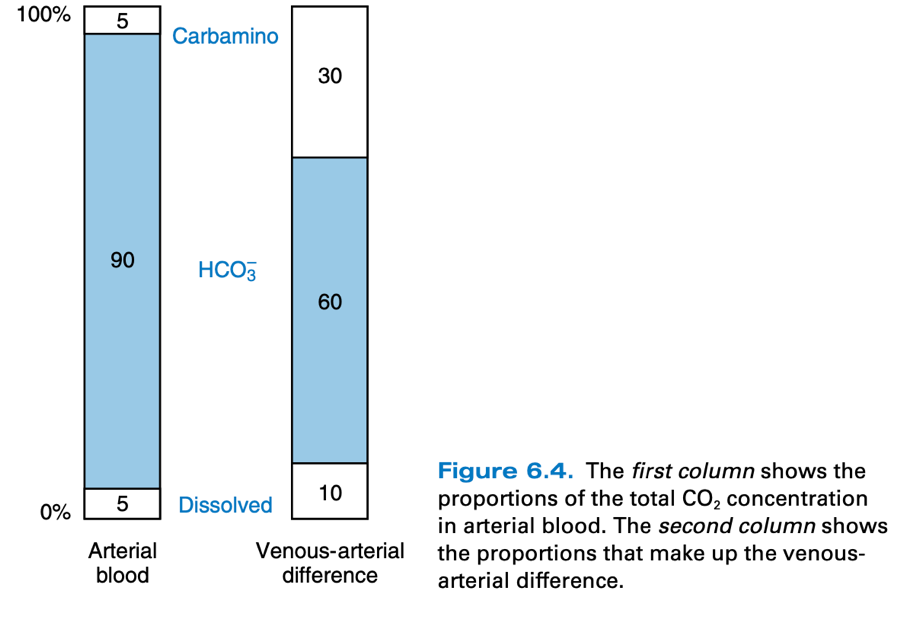 100%
5
Carbamino
30
90
HCO₃⁻
60
0%
5
Dissolved
10
Arterial
blood
Venous-arterial
difference
Figure 6.4. The first column shows the
proportions of the total CO₂ concentration
in arterial blood. The second column shows
the proportions that make up the venous-
arterial difference.